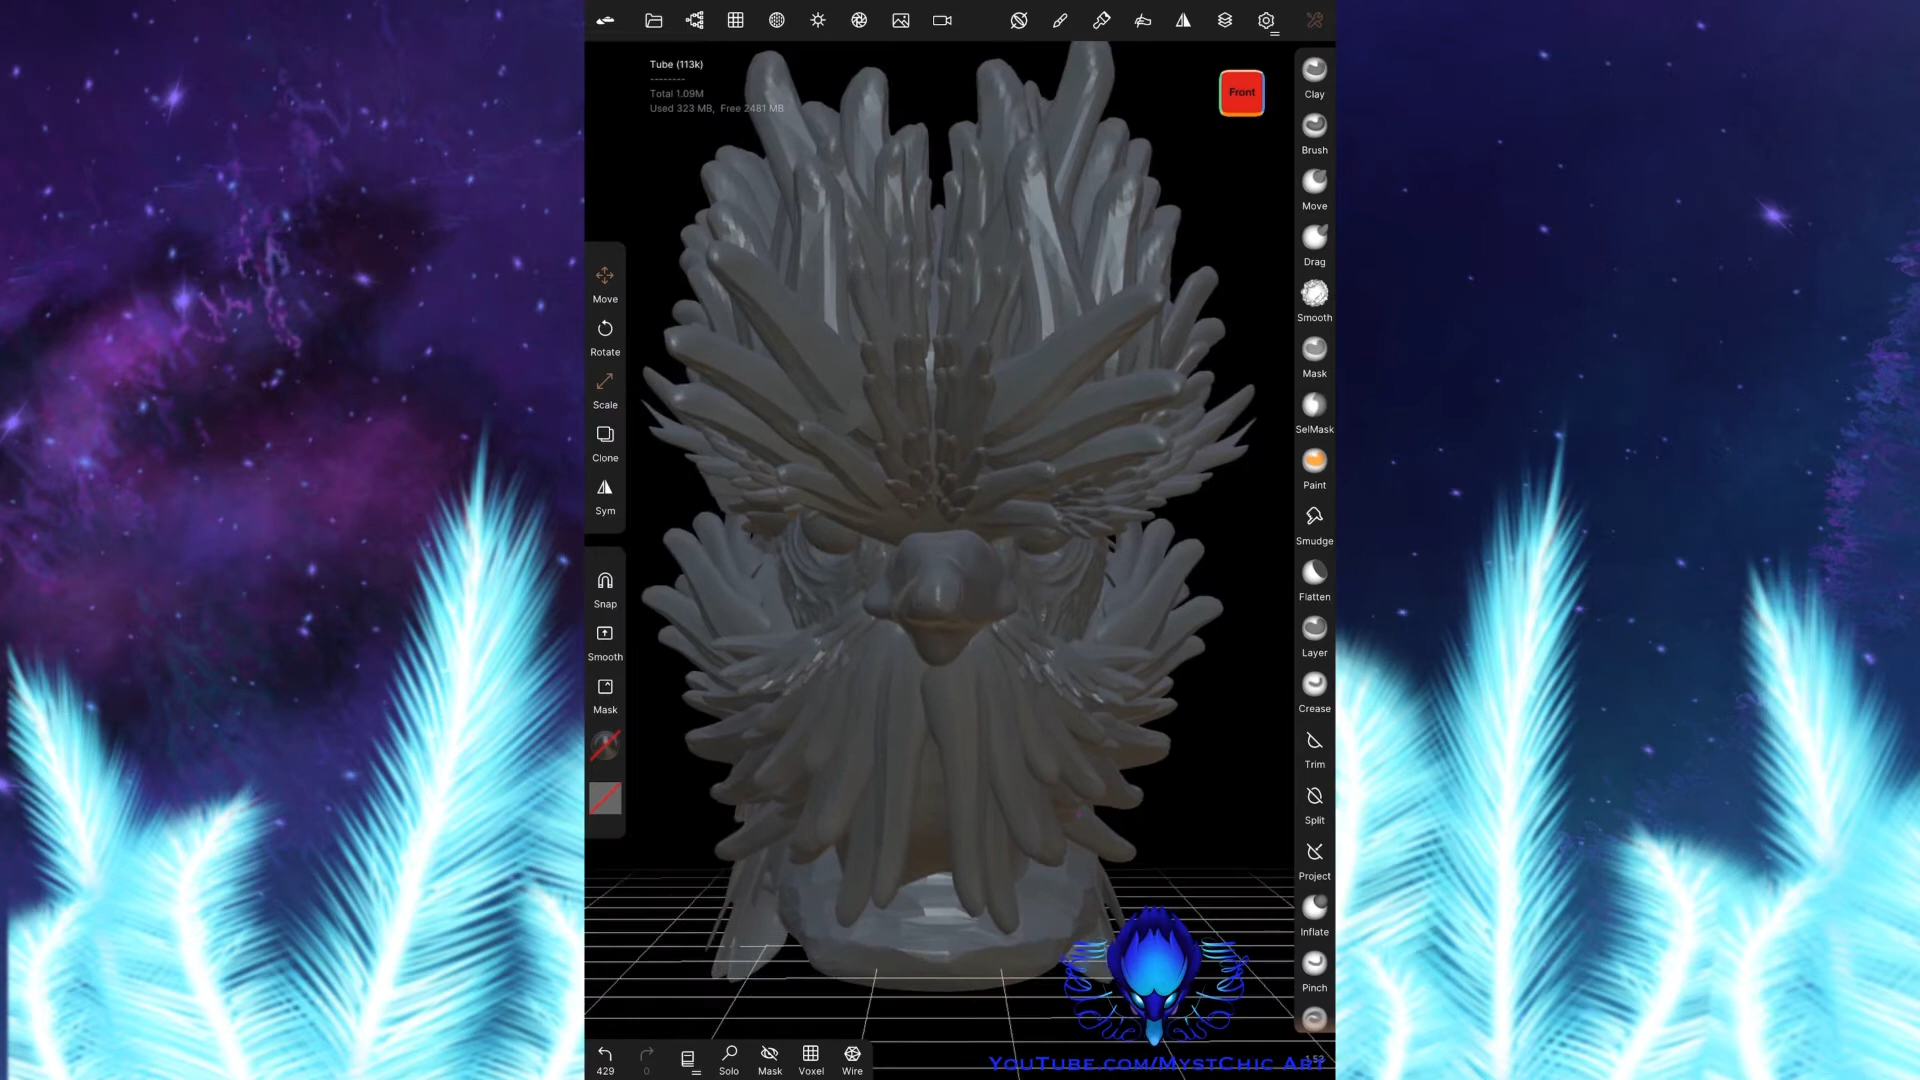 Tube (113k)
--------
Total 1.09M
Used 323 MB, Free 2481 MB
Front
Clay
Brush
Move
Drag
Smooth
Mask
SelMask
Paint
Smudge
Flatten
Layer
Crease
Trim
Split
Project
Inflate
Pinch
Move
Rotate
Scale
Clone
Sym
Snap
Smooth
Mask
429
0
Solo
Mask
Voxel
Wire
1.53
YouTube.com/MystChic Art